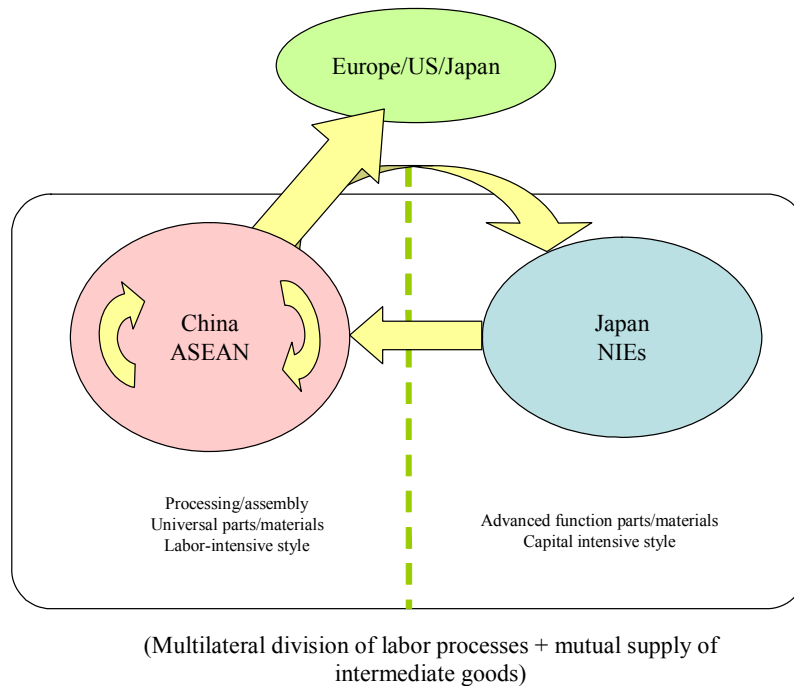 Europe/US/Japan
China
ASEAN
Japan
NIEs
Processing/assembly
Universal parts/materials
Labor-intensive style
Advanced function parts/materials
Capital intensive style
(Multilateral division of labor processes + mutual supply of
intermediate goods)